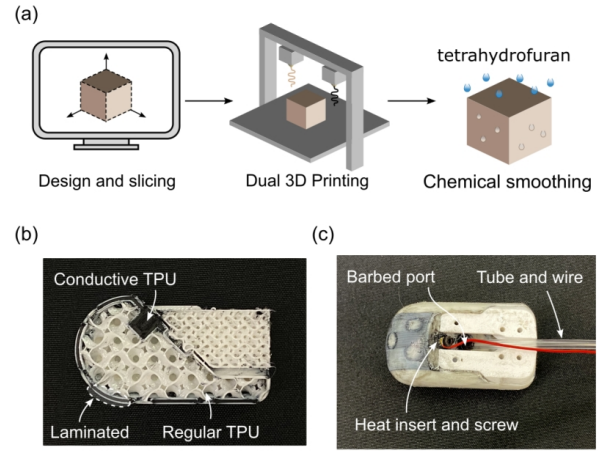 (a)
tetrahydrofuran
Design and slicing
Dual 3D Printing
Chemical smoothing
(b)
Conductive TPU
Laminated
Regular TPU
(c)
Barbed port
Tube and wire
Heat insert and screw